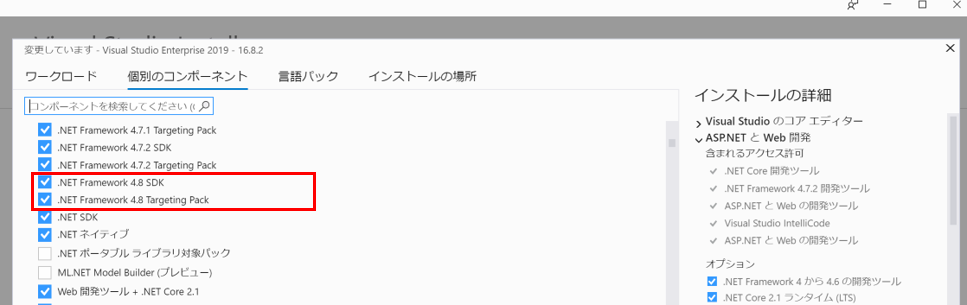 変更しています - Visual Studio Enterprise 2019 - 16.8.2
ワークロード 個別のコンポーネント 言語パック インストールの場所
コンポーネントを検索してください (
.NET Framework 4.7.1 Targeting Pack
.NET Framework 4.7.2 SDK
.NET Framework 4.7.2 Targeting Pack
.NET Framework 4.8 SDK
.NET Framework 4.8 Targeting Pack
.NET SDK
.NET ネイティブ
.NET ポータブル ライブラリ対象パック
ML.NET Model Builder (プレビュー)
Web 開発ツール + .NET Core 2.1
インストールの詳細
Visual Studio のコア エディター
ASP.NET と Web 開発
含まれるアクセス許可
.NET Core 開発ツール
.NET Framework 4.7.2 開発ツール
ASP.NET と Web の開発ツール
Visual Studio IntelliCode
ASP.NET と Web の開発ツール
オプション
.NET Framework 4 から 4.6 の開発ツール
.NET Core 2.1 ランタイム (LTS)